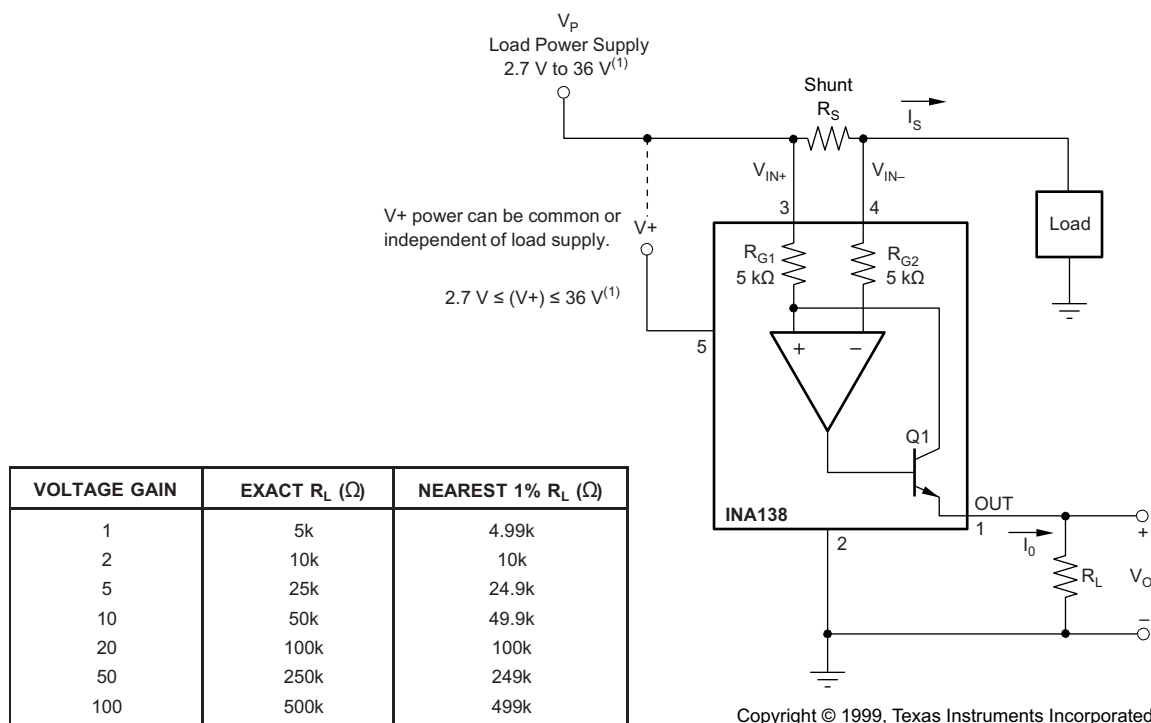 V_P
Load Power Supply
2.7 V to 36 V(1)
Shunt
R_S
I_S
V_IN+
V_IN–
3
4
V+ power can be common or
independent of load supply.
V+
Load
R_G1
5 kΩ
R_G2
5 kΩ
2.7 V ≤ (V+) ≤ 36 V(1)
5
+
–
Q1
OUT
INA138
2
1
I_0
+
R_L
V_O
–
VOLTAGE GAIN EXACT R_L (Ω) NEAREST 1% R_L (Ω)
1 5k 4.99k
2 10k 10k
5 25k 24.9k
10 50k 49.9k
20 100k 100k
50 250k 249k
100 500k 499k
Copyright © 1999, Texas Instruments Incorporated